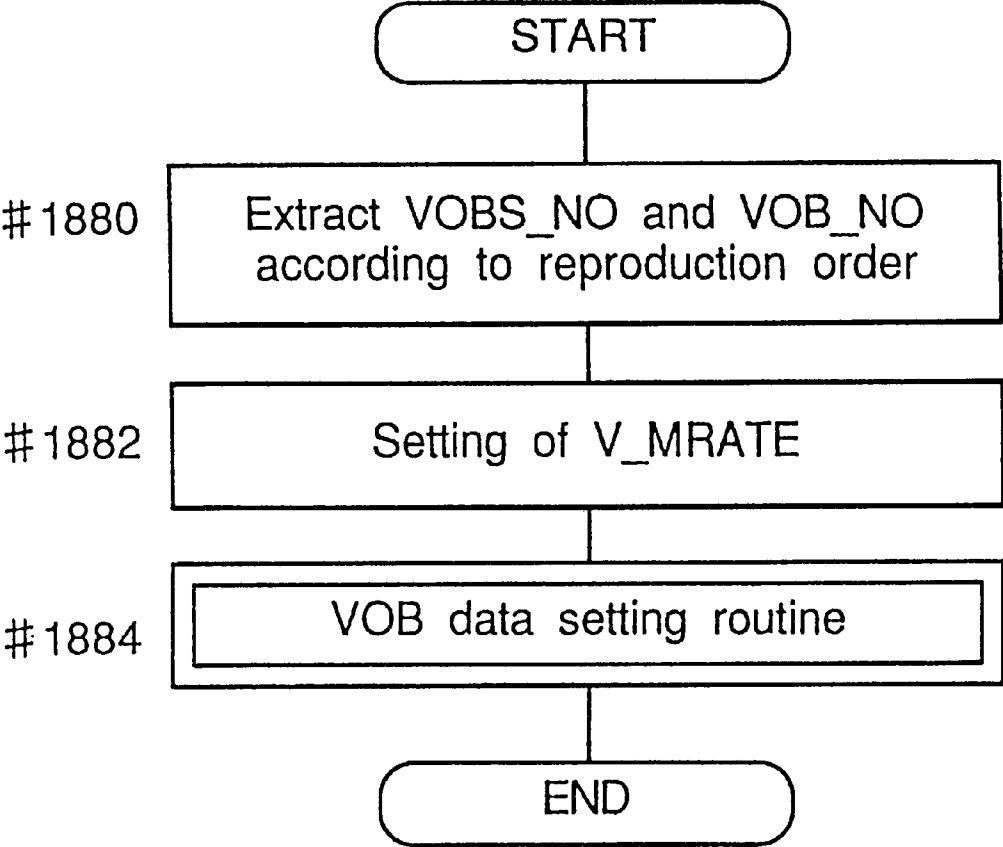 START
#1880
Extract VOBS_NO and VOB_NO
according to reproduction order
#1882
Setting of V_MRATE
#1884
VOB data setting routine
END